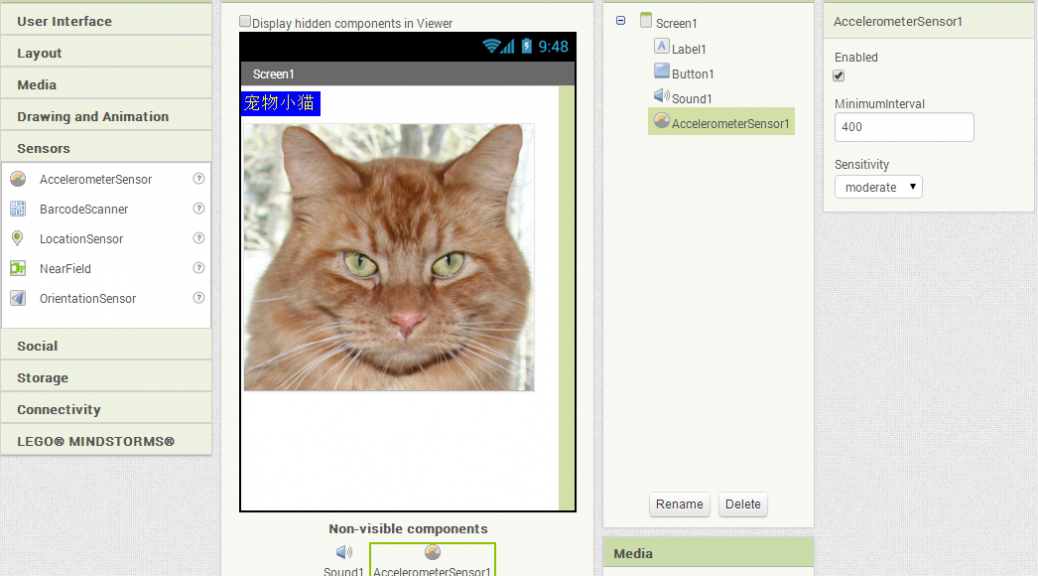 User Interface
Layout
Media
Drawing and Animation
Sensors
AccelerometerSensor
BarcodeScanner
LocationSensor
NearField
OrientationSensor
Social
Storage
Connectivity
LEGO® MINDSTORMS®
Display hidden components in Viewer
9:48
Screen1
宠物小猫
Non-visible components
Sound1 AccelerometerSensor1
Screen1
Label1
Button1
Sound1
AccelerometerSensor1
Rename Delete
Media
AccelerometerSensor1
Enabled
MinimumInterval
400
Sensitivity
moderate